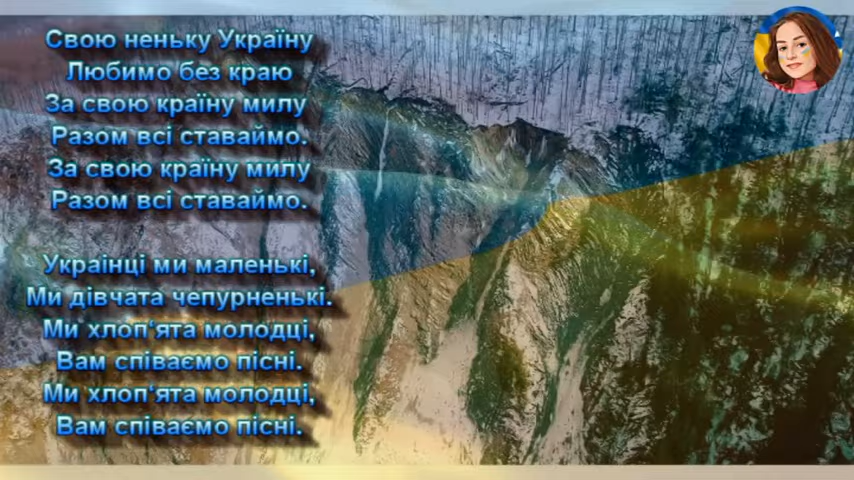 Свою неньку Україну
Любимо без краю
За свою країну милу
Разом всі ставаймо.
За свою країну милу
Разом всі ставаймо.
Українці ми маленькі,
Ми дівчата чепурненькі.
Ми хлоп'ята молодці,
Вам співаємо пісні.
Ми хлоп'ята молодці,
Вам співаємо пісні.